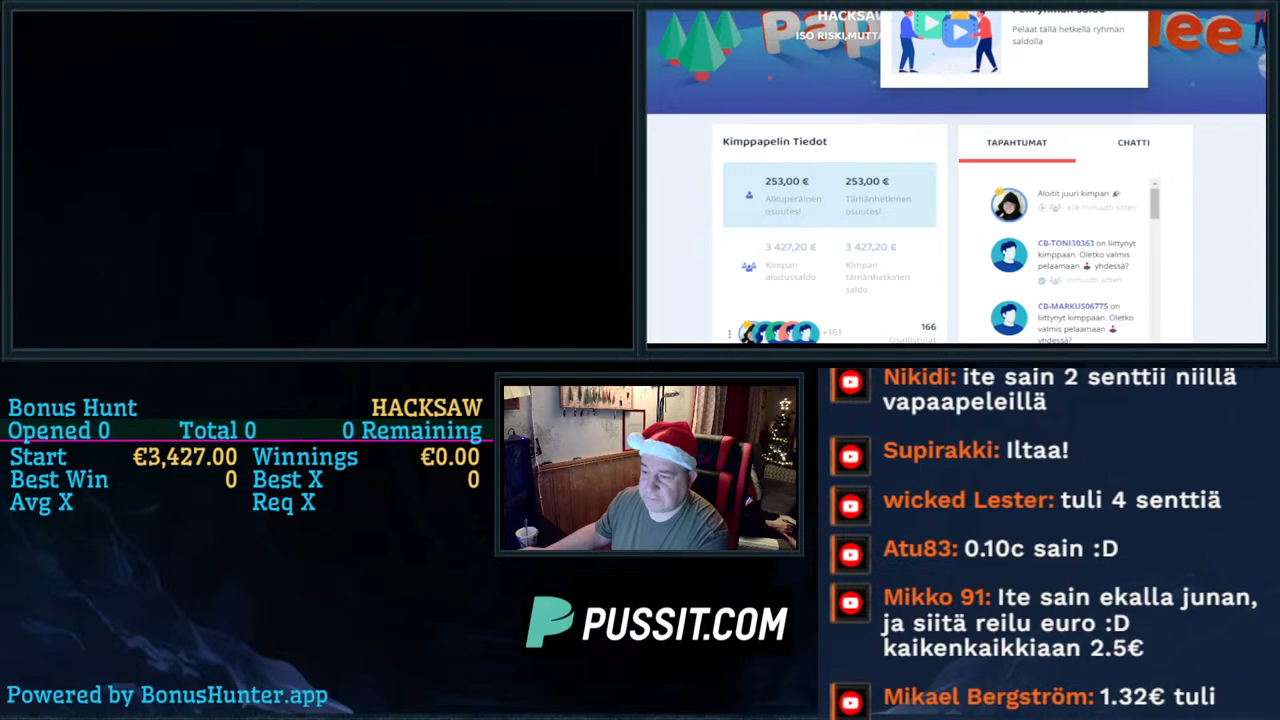 HACKSAW
ISO RISKI,MUTTA
Pelaat tällä hetkellä ryhmän
saldolla
Kimppapelin Tiedot
253,00 €
253,00 €
Alkuperäinen
osuutesi
Tämänhetkinen
osuutesi
3 427,20 €
3 427,20 €
Kimpan
aloitussaldo
Kimpan
tämänhetkinen
saldo
+161
166
Osallistujat
TAPAHTUMAT
CHATTI
Aloitit juuri kimpan
alle minuutti sitten
CB-TONI30363 on liittynyt
kimppaan. Oletko valmis
pelaamaan yhdessä?
minuutti sitten
CB-MARKUS06775 on
liittynyt kimppaan. Oletko
valmis pelaamaan
yhdessä?
Bonus Hunt
HACKSAW
Opened 0
Total 0
0 Remaining
Start
€3,427.00
Winnings
€0.00
Best Win
0
Best X
0
Avg X
Req X
Powered by BonusHunter.app
PUSSIT.COM
Nikidi: ite sain 2 senttii niillä
vapaapeleillä
Supirakki: Iltaa!
wicked Lester: tuli 4 senttiä
Atu83: 0.10c sain :D
Mikko 91: Ite sain ekalla junan,
ja siitä reilu euro :D
kaikenkaikkiaan 2.5€
Mikael Bergström: 1.32€ tuli